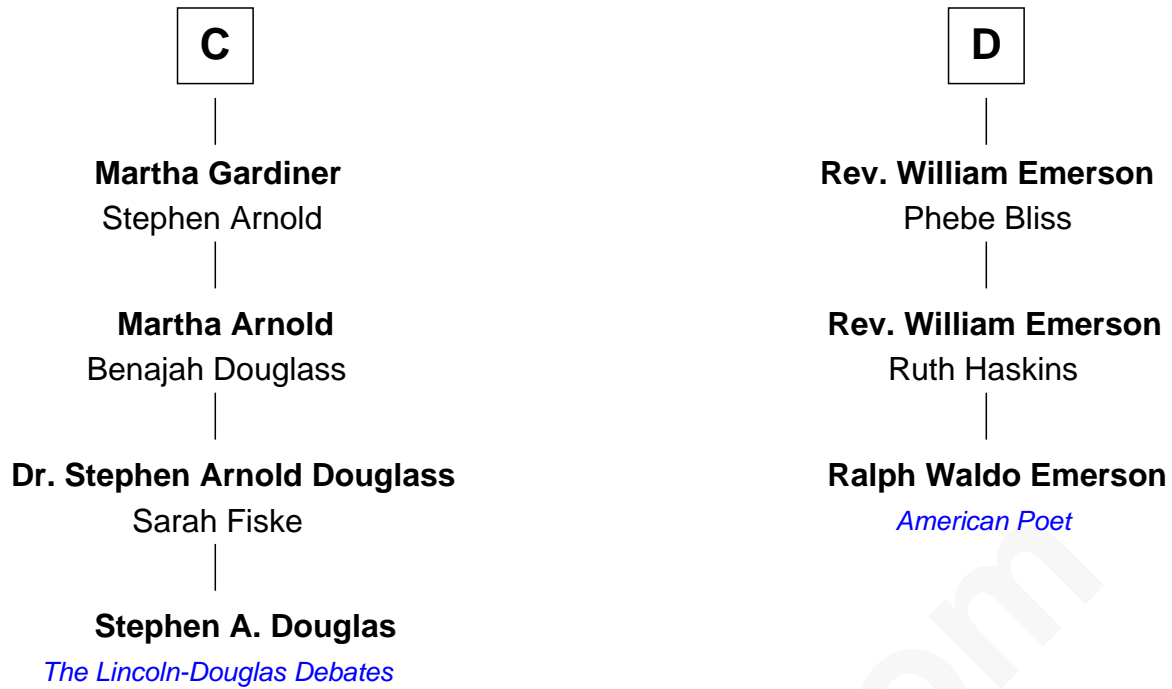 C
Martha Gardiner
Stephen Arnold
Martha Arnold
Benajah Douglass
Dr. Stephen Arnold Douglass
Sarah Fiske
Stephen A. Douglas
The Lincoln-Douglas Debates
D
Rev. William Emerson
Phebe Bliss
Rev. William Emerson
Ruth Haskins
Ralph Waldo Emerson
American Poet
om